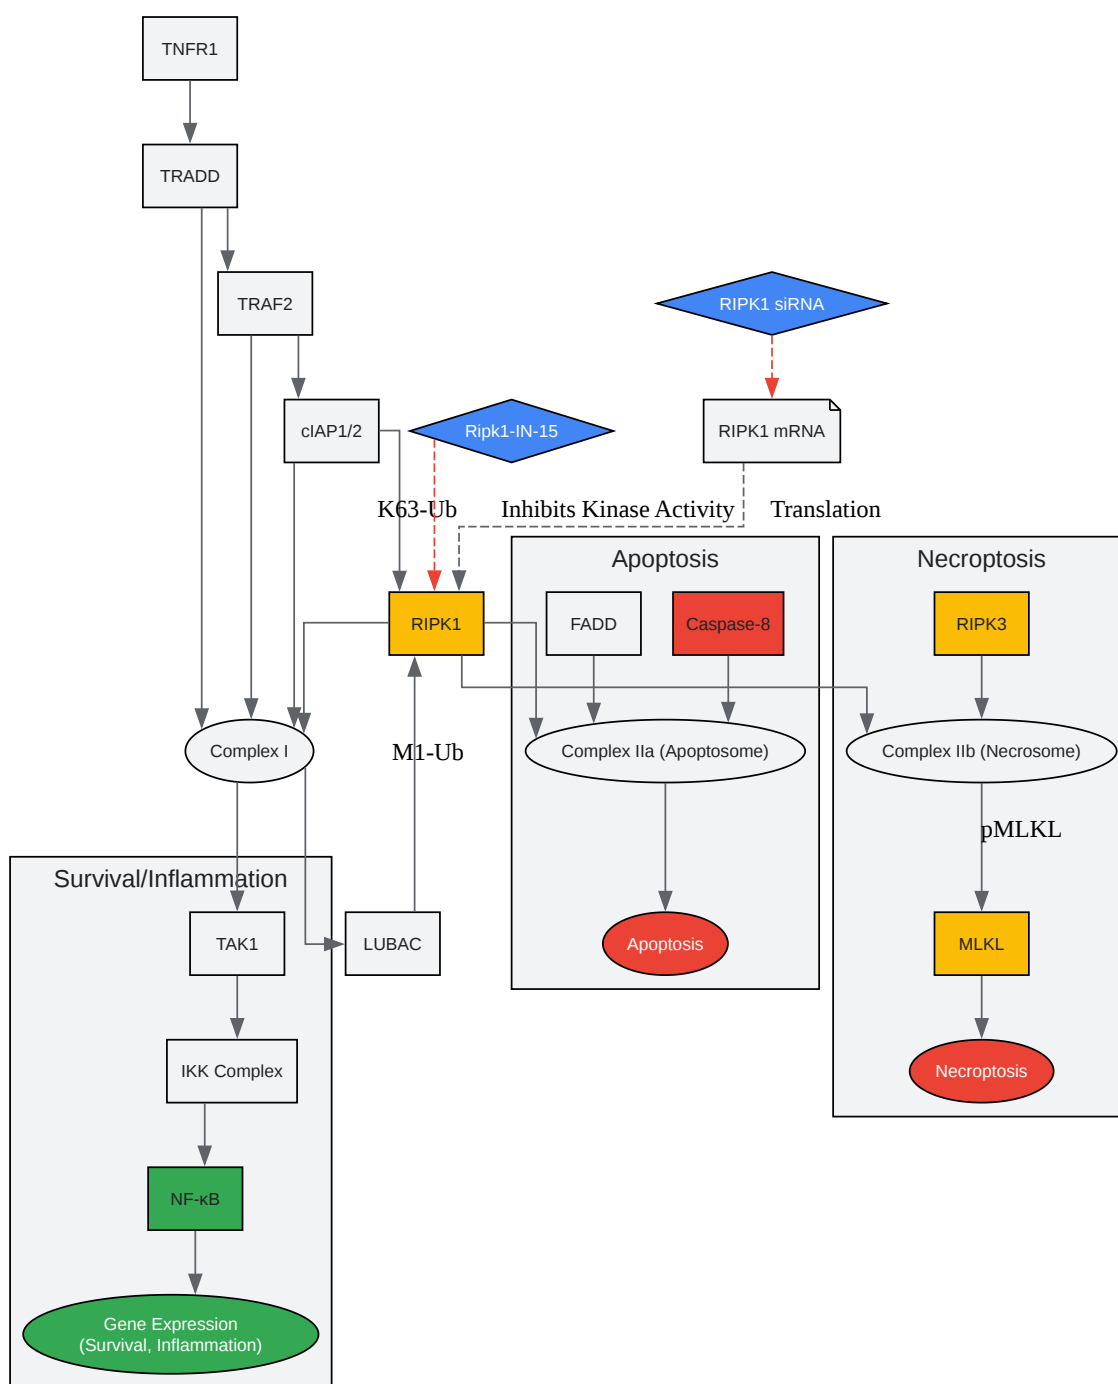 TNFR1
TRADD
TRAF2
RIPK1 siRNA
cIAP1/2
Ripk1-IN-15
RIPK1 mRNA
K63-Ub
Inhibits Kinase Activity
Translation
Apoptosis
Necroptosis
RIPK1
FADD
Caspase-8
RIPK3
Complex I
M1-Ub
Complex IIa (Apoptosome)
Complex IIb (Necrosome)
pMLKL
Survival/Inflammation
TAK1
LUBAC
Apoptosis
MLKL
IKK Complex
Necroptosis
NF-κB
Gene Expression
(Survival, Inflammation)